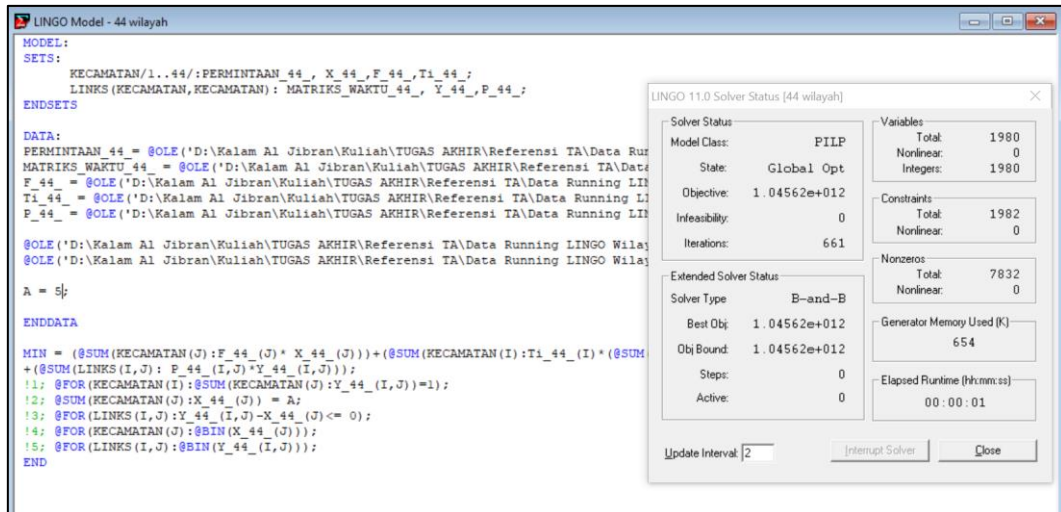 LINGO Model - 44 wilayah
MODEL:
SETS:
KECAMATAN/1..44/:PERMINTAAN_44_, X_44_,F_44_,Ti_44_;
LINKS(KECAMATAN,KECAMATAN): MATRIKS_WAKTU_44_, Y_44_,P_44_;
ENDSETS
DATA:
PERMINTAAN_44_= @OLE('D:\Kalam Al Jibran\Kuliah\TUGAS AKHIR\Referensi TA\Data Run
MATRIKS_WAKTU_44_ = @OLE('D:\Kalam Al Jibran\Kuliah\TUGAS AKHIR\Referensi TA\Data
F_44_ = @OLE('D:\Kalam Al Jibran\Kuliah\TUGAS AKHIR\Referensi TA\Data Running LIN
Ti_44_ = @OLE('D:\Kalam Al Jibran\Kuliah\TUGAS AKHIR\Referensi TA\Data Running LI
P_44_ = @OLE('D:\Kalam Al Jibran\Kuliah\TUGAS AKHIR\Referensi TA\Data Running LIN
@OLE('D:\Kalam Al Jibran\Kuliah\TUGAS AKHIR\Referensi TA\Data Running LINGO Wilay
@OLE('D:\Kalam Al Jibran\Kuliah\TUGAS AKHIR\Referensi TA\Data Running LINGO Wilay
A = 5;
ENDDATA
MIN = (@SUM(KECAMATAN(J):F_44_(J)* X_44_(J)))+(@SUM(KECAMATAN(I):Ti_44_(I)*(@SUM
+(@SUM(LINKS(I,J): P_44_(I,J)*Y_44_(I,J)));
!1; @FOR(KECAMATAN(I):@SUM(KECAMATAN(J):Y_44_(I,J))=1);
!2; @SUM(KECAMATAN(J):X_44_(J)) = A;
!3; @FOR(LINKS(I,J):Y_44_(I,J)-X_44_(J)<= 0);
!4; @FOR(KECAMATAN(J):@BIN(X_44_(J)));
!5; @FOR(LINKS(I,J):@BIN(Y_44_(I,J)));
END
LINGO 11.0 Solver Status [44 wilayah]
Solver Status
Model Class: PILP
State: Global Opt
Objective: 1.04562e+012
Infeasibility: 0
Iterations: 661
Extended Solver Status
Solver Type B-and-B
Best Obj: 1.04562e+012
Obj Bound: 1.04562e+012
Steps: 0
Active: 0
Variables
Total: 1980
Nonlinear: 0
Integers: 1980
Constraints
Total: 1982
Nonlinear: 0
Nonzeros
Total: 7832
Nonlinear: 0
Generator Memory Used (K)
654
Elapsed Runtime (hh:mm:ss)
00:00:01
Update Interval: 2
Interrupt Solver
Close